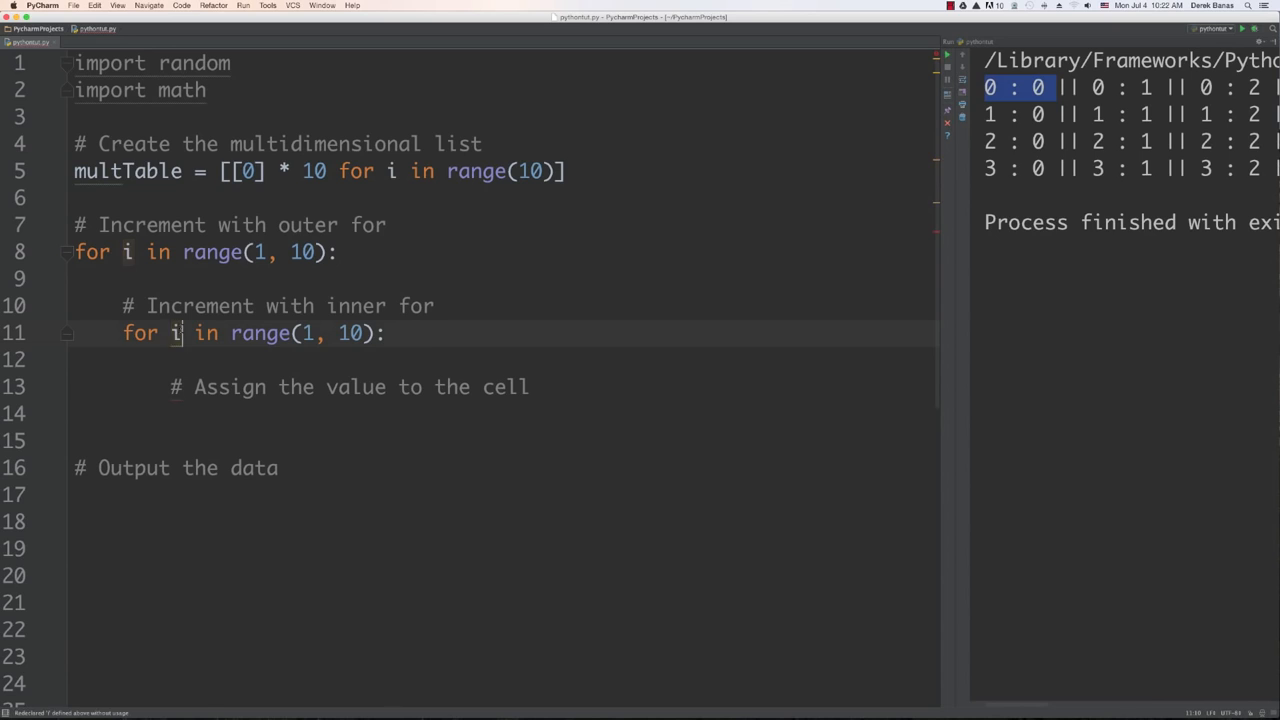 PyCharm File Edit View Navigate Code Refactor Run Tools VCS Window Help 10 Mon Jul 4 10:22 AM Derek Banas
pythontut.py - PycharmProjects - [~/PycharmProjects]
PycharmProjects pythontut.py pythontut
pythontut.py
Run: pythontut
1 import random
2 import math
3
4 # Create the multidimensional list
5 multTable = [[0] * 10 for i in range(10)]
6
7 # Increment with outer for
8 for i in range(1, 10):
9
10 # Increment with inner for
11 for i in range(1, 10):
12
13 # Assign the value to the cell
14
15
16 # Output the data
17
18
19
20
21
22
23
24
/Library/Frameworks/Pytho
0 : 0 || 0 : 1 || 0 : 2 |
1 : 0 || 1 : 1 || 1 : 2 |
2 : 0 || 2 : 1 || 2 : 2 |
3 : 0 || 3 : 1 || 3 : 2 |
Process finished with exi
Redeclared 'i' defined above without usage
11:10 LF÷ UTF-8÷